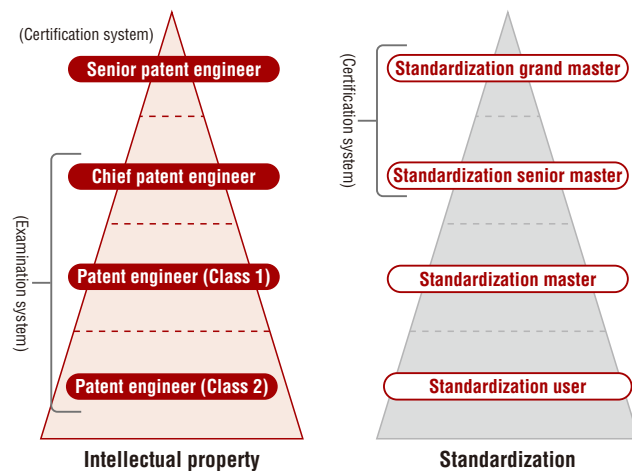 (Certification system)
Senior patent engineer
Chief patent engineer
(Examination system)
Patent engineer (Class 1)
Patent engineer (Class 2)
Intellectual property
Standardization grand master
(Certification system)
Standardization senior master
Standardization master
Standardization user
Standardization